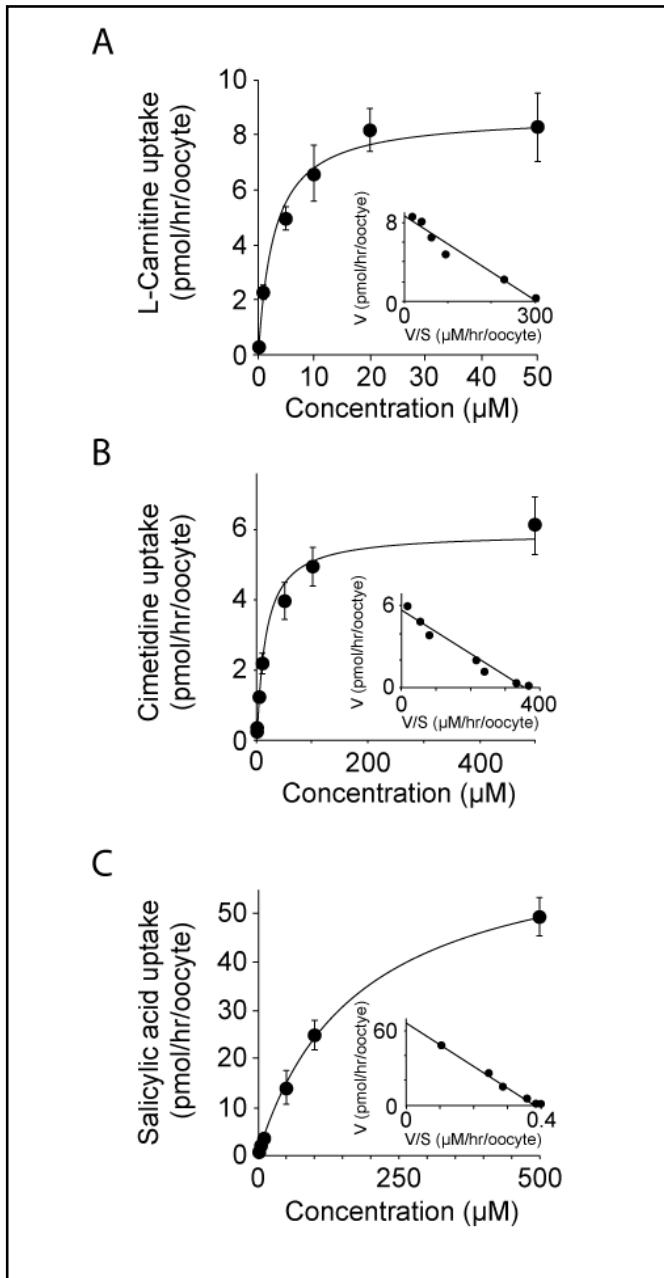 A
L-Carnitine uptake
(pmol/hr/oocyte)
10
8
6
4
2
0
0
10
20
30
40
50
Concentration (µM)
V (pmol/hr/ooctye)
8
0
0
300
V/S (µM/hr/oocyte)
B
Cimetidine uptake
(pmol/hr/oocyte)
6
4
2
0
0
200
400
Concentration (µM)
V (pmol/hr/ooctye)
6
0
0
400
V/S (µM/hr/oocyte)
C
Salicylic acid uptake
(pmol/hr/oocyte)
50
40
30
20
10
0
0
250
500
Concentration (µM)
V (pmol/hr/ooctye)
60
0
0
0.4
V/S (µM/hr/oocyte)